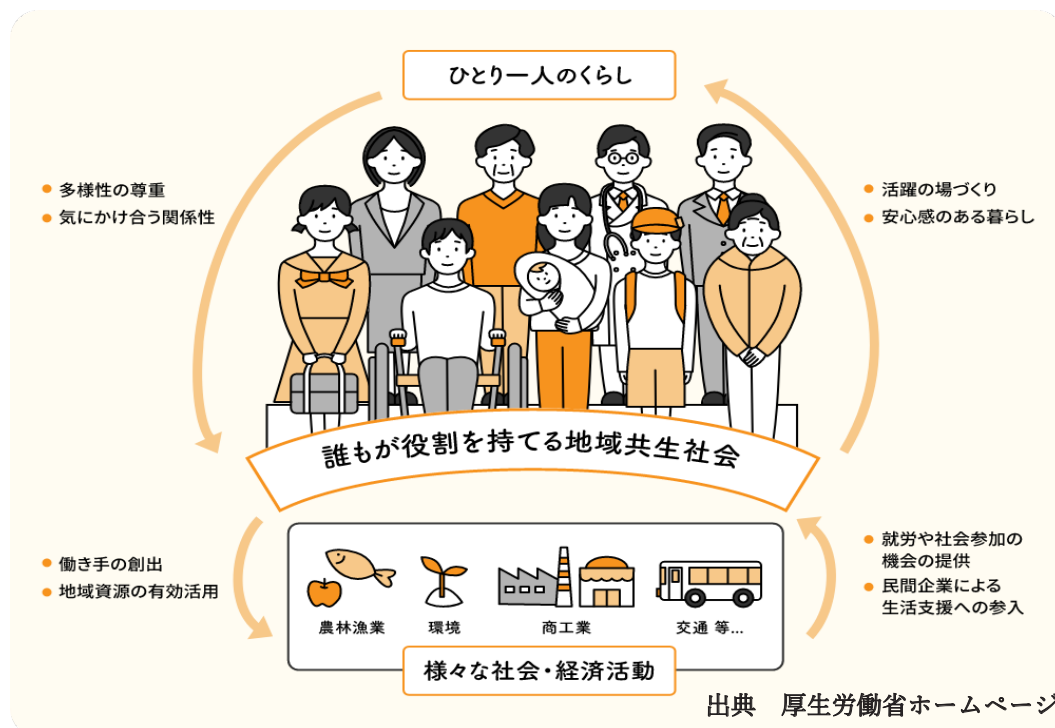 ひとり一人のくらし
多様性の尊重
気にかけ合う関係性
活躍の場づくり
安心感のある暮らし
誰もが役割を持てる地域共生社会
働き手の創出
地域資源の有効活用
就労や社会参加の
機会の提供
民間企業による
生活支援への参入
農林漁業
環境
商工業
交通 等...
様々な社会・経済活動
出典　厚生労働省ホームページ